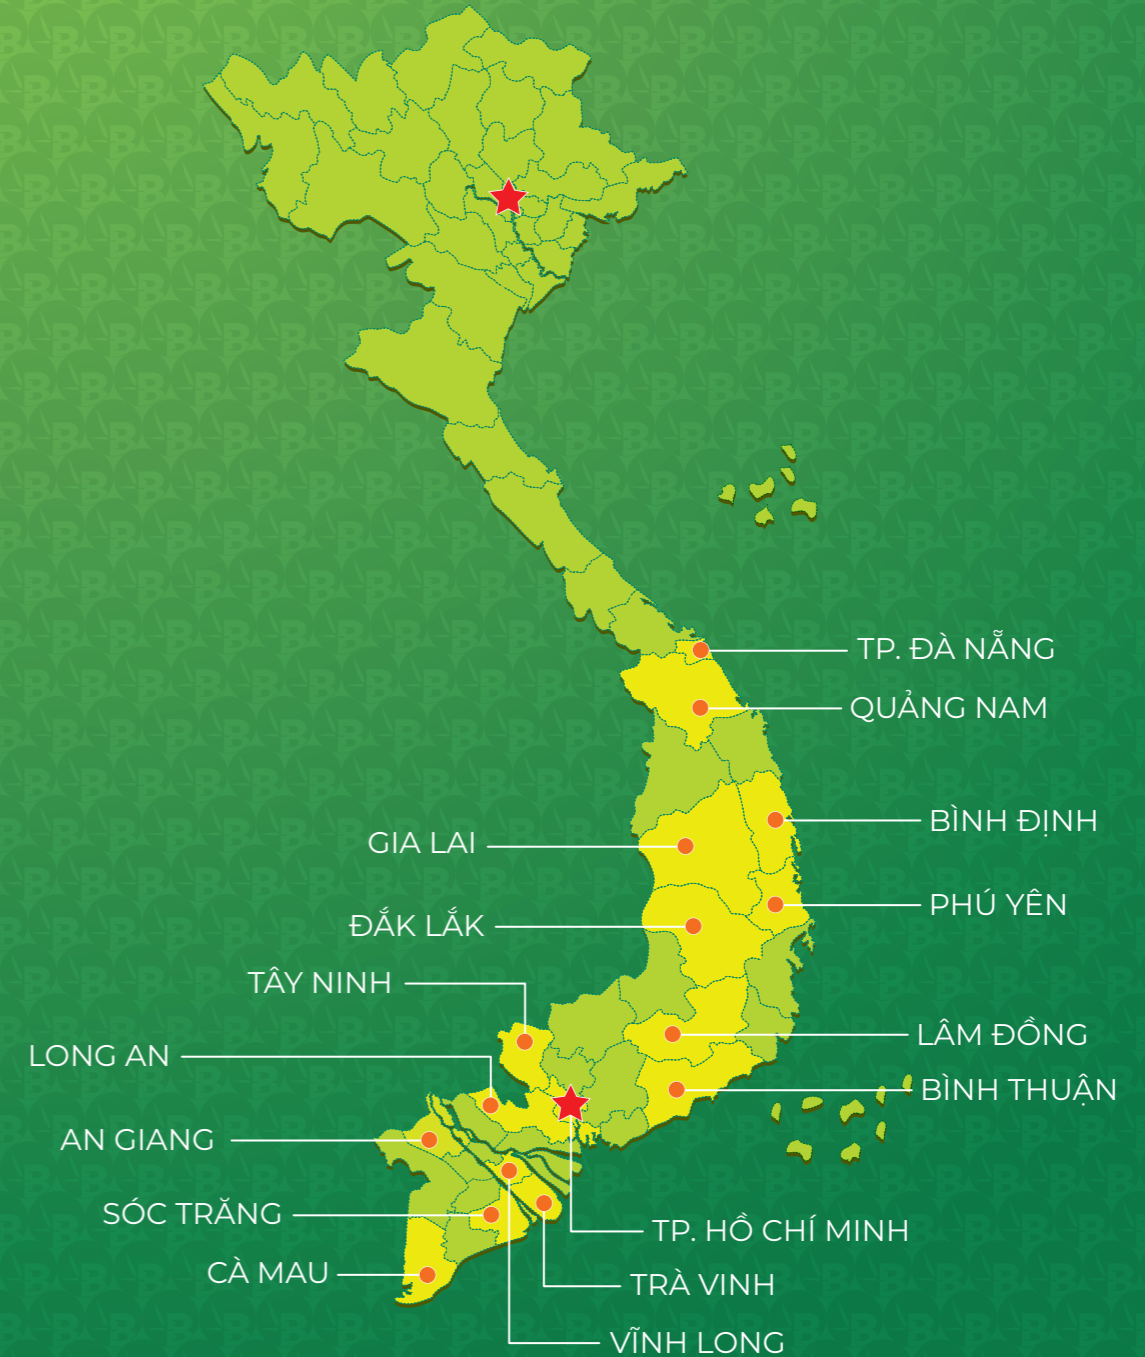 TP. ĐÀ NẴNG
QUẢNG NAM
BÌNH ĐỊNH
GIA LAI
PHÚ YÊN
ĐẮK LẮK
TÂY NINH
LÂM ĐỒNG
LONG AN
BÌNH THUẬN
AN GIANG
SÓC TRĂNG
TP. HỒ CHÍ MINH
CÀ MAU
TRÀ VINH
VĨNH LONG